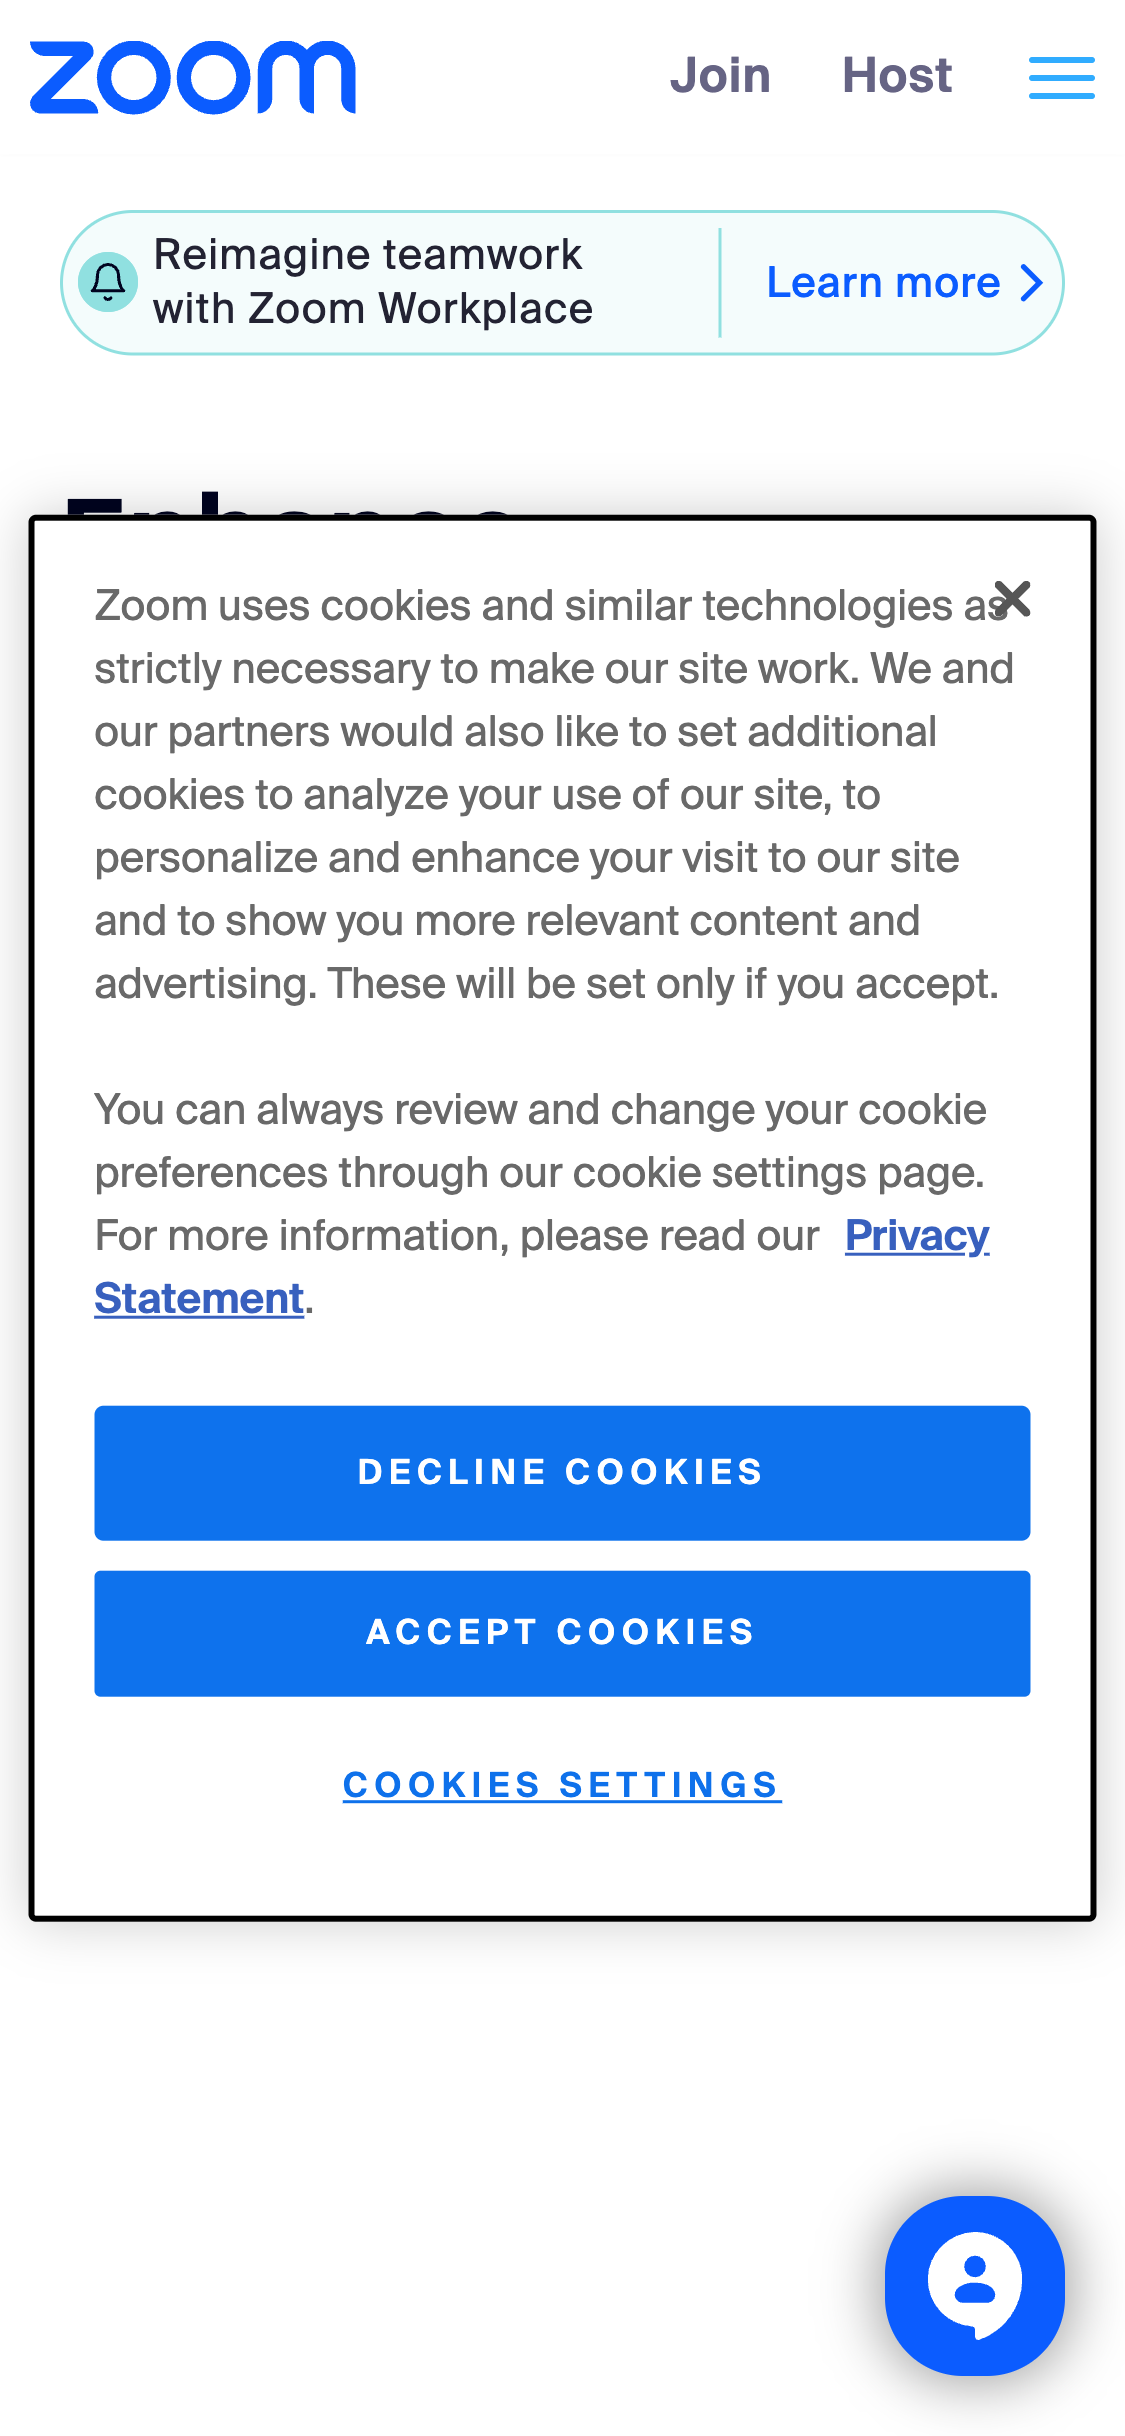 zoom
Join
Host
Reimagine teamwork
with Zoom Workplace
Learn more
Zoom uses cookies and similar technologies as
strictly necessary to make our site work. We and
our partners would also like to set additional
cookies to analyze your use of our site, to
personalize and enhance your visit to our site
and to show you more relevant content and
advertising. These will be set only if you accept.
You can always review and change your cookie
preferences through our cookie settings page.
For more information, please read our Privacy
Statement.
DECLINE COOKIES
ACCEPT COOKIES
COOKIES SETTINGS